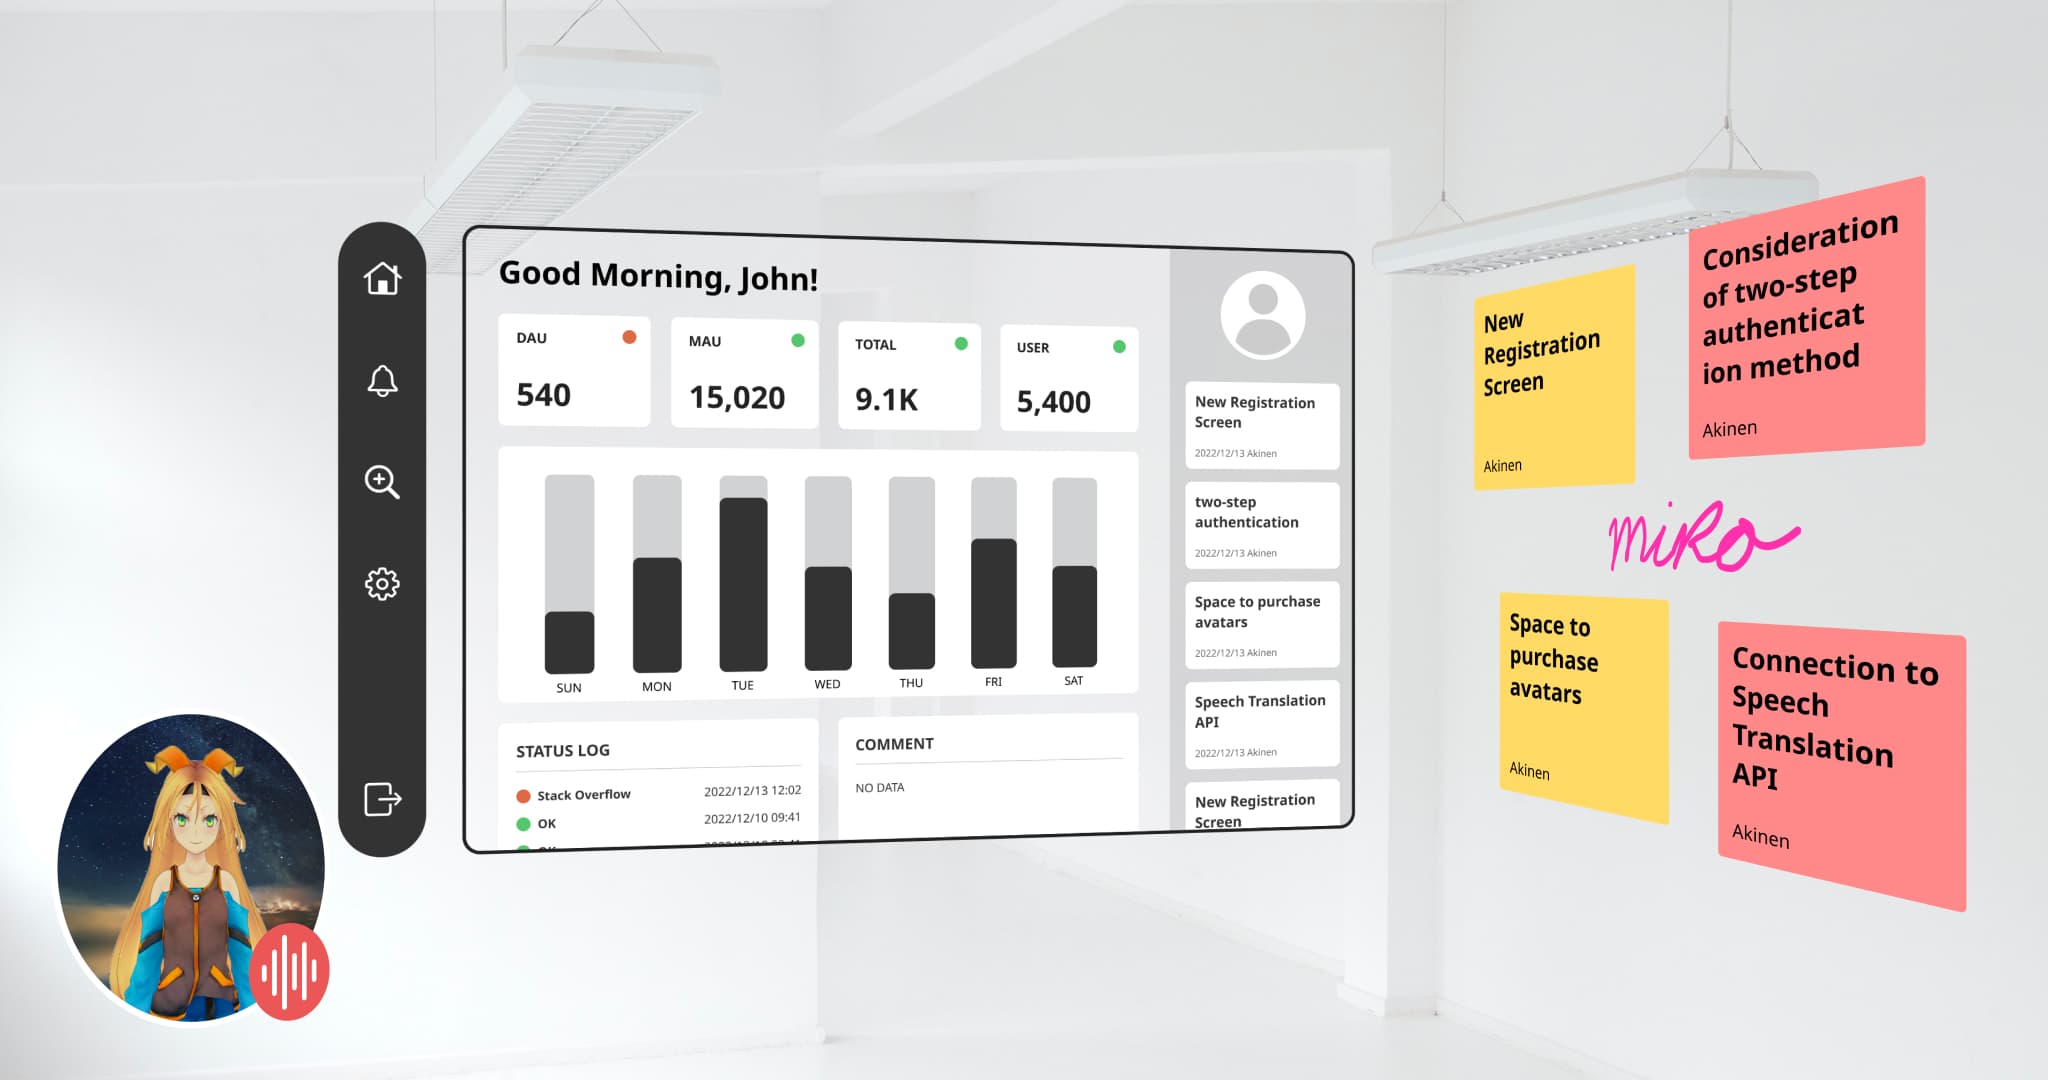 Good Morning, John!
DAU
540
MAU
15,020
TOTAL
9.1K
USER
5,400
SUN MON TUE WED THU FRI SAT
STATUS LOG
Stack Overflow 2022/12/13 12:02
OK 2022/12/10 09:41
OK
COMMENT
NO DATA
New Registration
Screen
2022/12/13 Akinen
two-step
authentication
2022/12/13 Akinen
Space to purchase
avatars
2022/12/13 Akinen
Speech Translation
API
2022/12/13 Akinen
New Registration
Screen
New
Registration
Screen
Akinen
Consideration
of two-step
authenticat
ion method
Akinen
miRo
Space to
purchase
avatars
Akinen
Connection to
Speech
Translation
API
Akinen